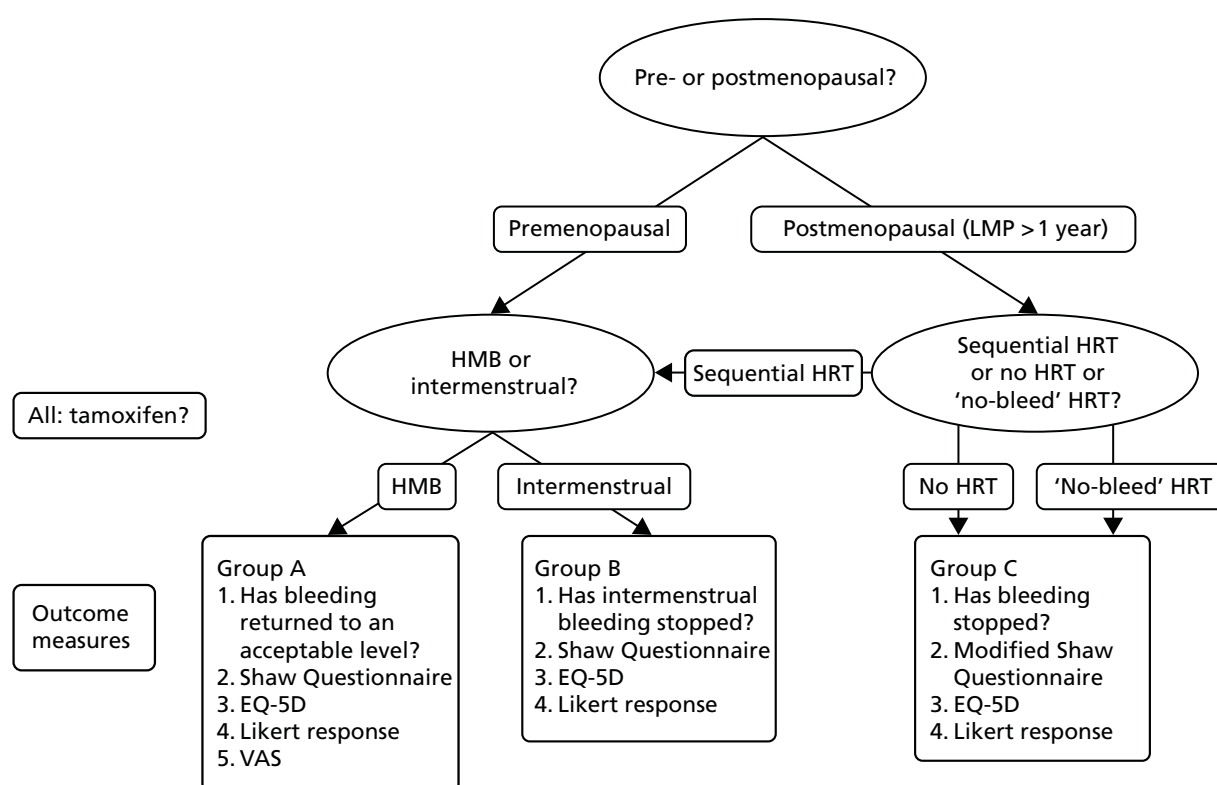 Pre- or postmenopausal?
Premenopausal
Postmenopausal (LMP > 1 year)
HMB or
intermenstrual?
Sequential HRT
Sequential HRT
or no HRT or
‘no-bleed’ HRT?
All: tamoxifen?
HMB
Intermenstrual
No HRT
‘No-bleed’ HRT
Outcome
measures
Group A
1. Has bleeding
returned to an
acceptable level?
2. Shaw Questionnaire
3. EQ-5D
4. Likert response
5. VAS
Group B
1. Has intermenstrual
bleeding stopped?
2. Shaw Questionnaire
3. EQ-5D
4. Likert response
Group C
1. Has bleeding
stopped?
2. Modified Shaw
Questionnaire
3. EQ-5D
4. Likert response